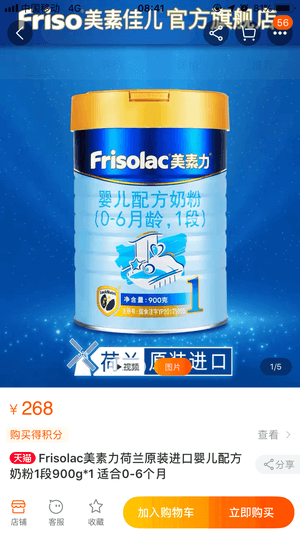 中国移动 4G 08:41 61%
Friso美素佳儿官方旗舰店
56
Frisolac美素力
婴儿配方奶粉
(0-6月龄,1段)
净含量:900克
1
荷兰原装进口
视频
图片
1/5
￥268
购买得积分
查看
天猫 Frisolac美素力荷兰原装进口婴儿配方
奶粉1段900g*1 适合0-6个月
分享
店铺
客服
收藏
加入购物车
立即购买